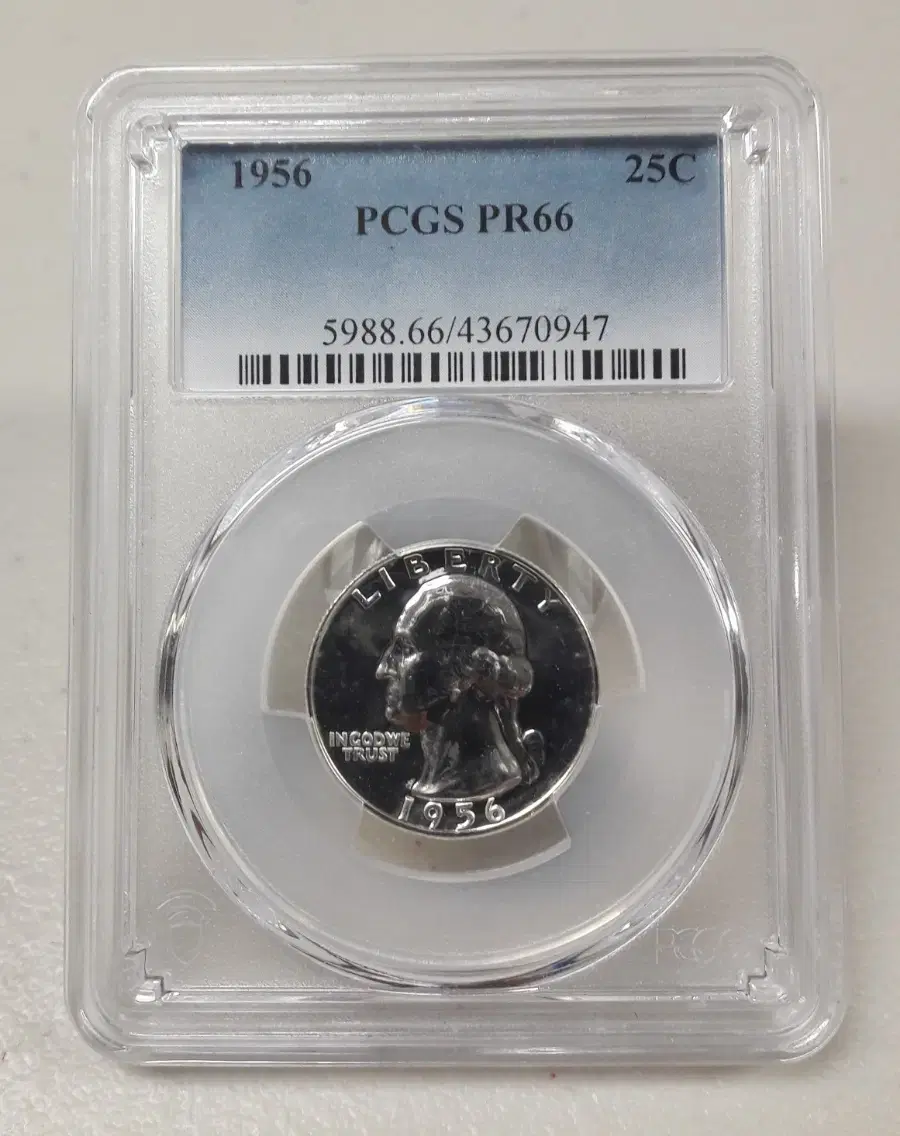 1956 25C
PCGS PR66
5988.66/43670947
LIBERTY
IN GOD WE
TRUST
1956